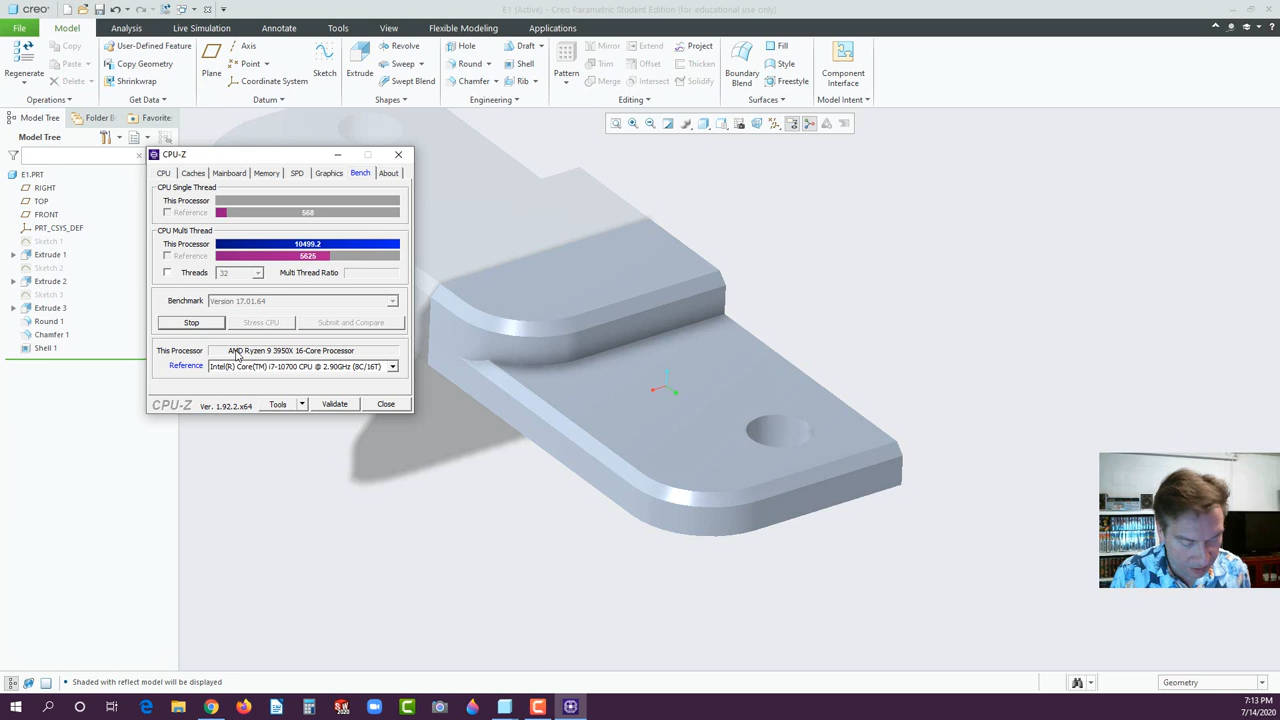 creo
E1 (Active) - Creo Parametric Student Edition (for educational use only)
File Model Analysis Live Simulation Annotate Tools View Flexible Modeling Applications
Regenerate
Copy
Paste
Delete
Operations
User-Defined Feature
Copy Geometry
Shrinkwrap
Get Data
Plane
Axis
Point
Coordinate System
Sketch
Datum
Extrude
Revolve
Sweep
Swept Blend
Shapes
Hole
Round
Chamfer
Draft
Shell
Rib
Engineering
Pattern
Mirror
Trim
Merge
Extend
Offset
Intersect
Project
Thicken
Solidify
Editing
Boundary
Blend
Fill
Style
Freestyle
Surfaces
Component
Interface
Model Intent
Model Tree
Folder B
Favorite
Model Tree
E1.PRT
RIGHT
TOP
FRONT
PRT_CSYS_DEF
Sketch 1
Extrude 1
Sketch 2
Extrude 2
Sketch 3
Extrude 3
Round 1
Chamfer 1
Shell 1
CPU-Z
CPU Caches Mainboard Memory SPD Graphics Bench About
CPU Single Thread
This Processor
Reference 568
CPU Multi Thread
This Processor 10499.2
Reference 5625
Threads 32 Multi Thread Ratio
Benchmark Version 17.01.64
Stop Stress CPU Submit and Compare
This Processor AMD Ryzen 9 3950X 16-Core Processor
Reference Intel(R) Core(TM) i7-10700 CPU @ 2.90GHz (8C/16T)
CPU-Z Ver. 1.92.2.x64 Tools Validate Close
Shaded with reflect model will be displayed
Geometry
SW
2020
7:13 PM
7/14/2020